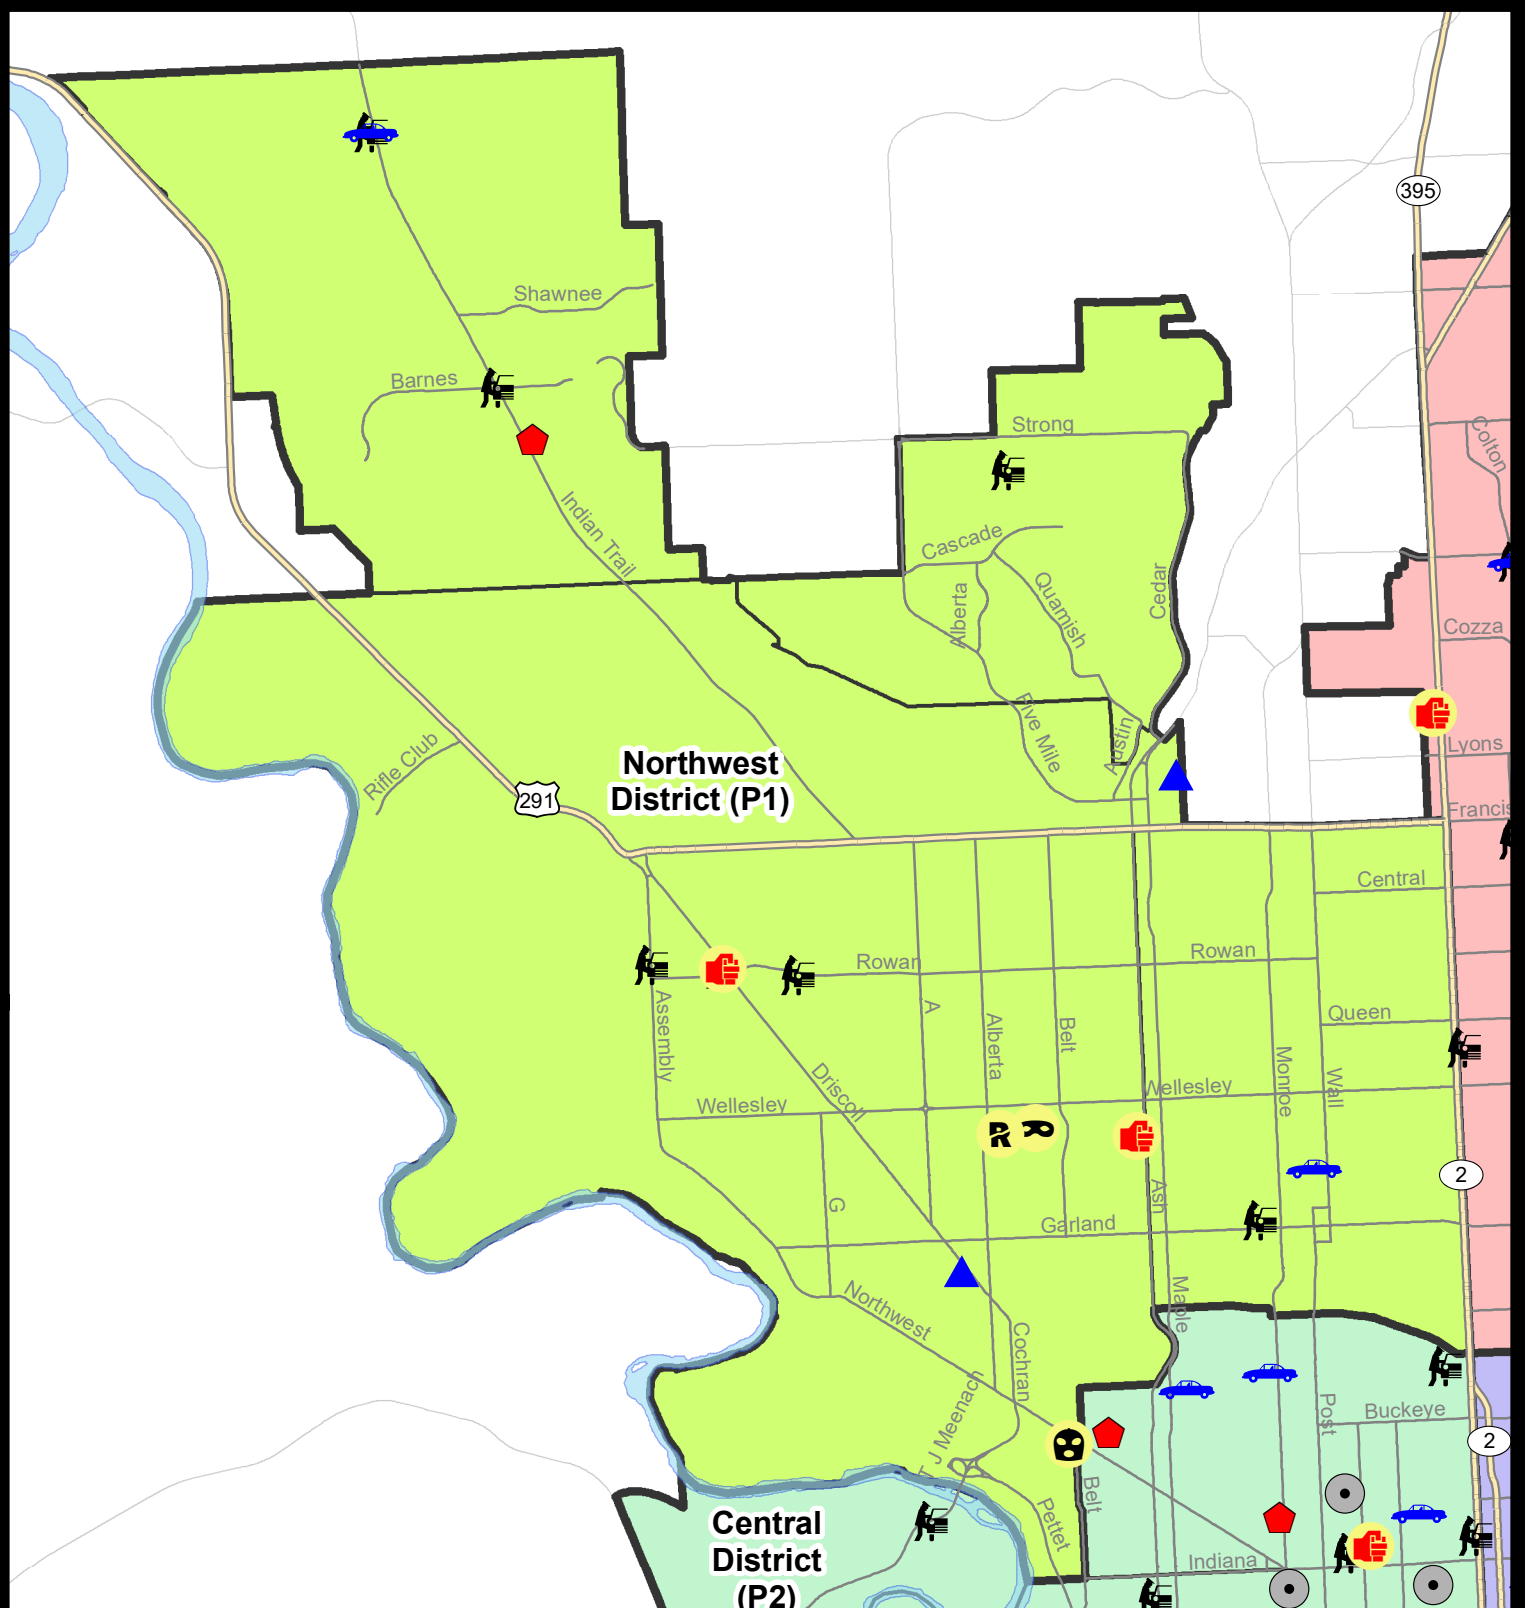 395
Shawnee
Barnes
Strong
Colton
Indian Trail
Cascade
Alberta
Quamish
Cedar
Cozza
Five Mile
Austin
Lyons
Rifle Club
Northwest
District (P1)
291
Francis
Central
Rowan
Rowan
Assembly
A
Alberta
Belt
Queen
Monroe
Wall
Driscoll
Wellesley
Wellesley
2
G
Ash
Garland
Northwest
Maple
Cochran
T J Meenach
Post
Buckeye
2
Belt
Pettet
Central
District
(P2)
Indiana
R
R